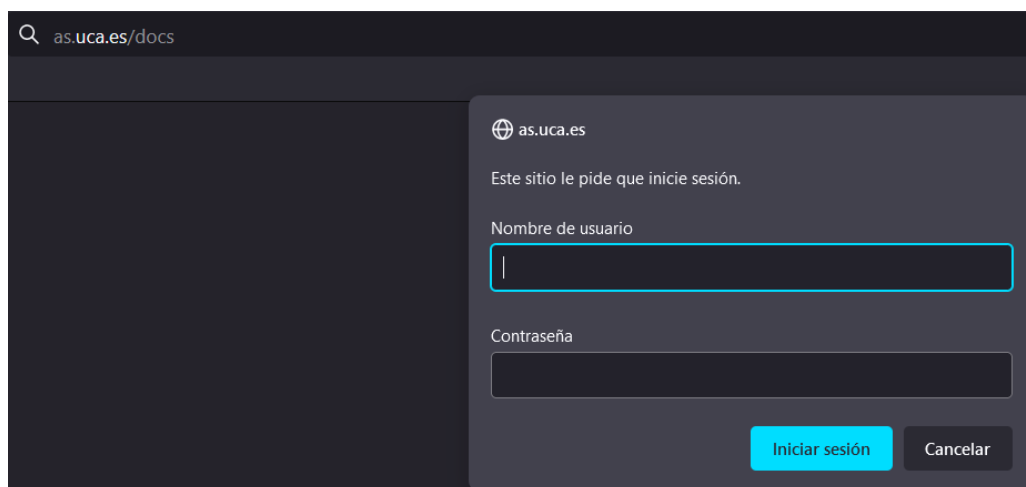 as.uca.es/docs
as.uca.es
Este sitio le pide que inicie sesión.
Nombre de usuario
Contraseña
Iniciar sesión Cancelar